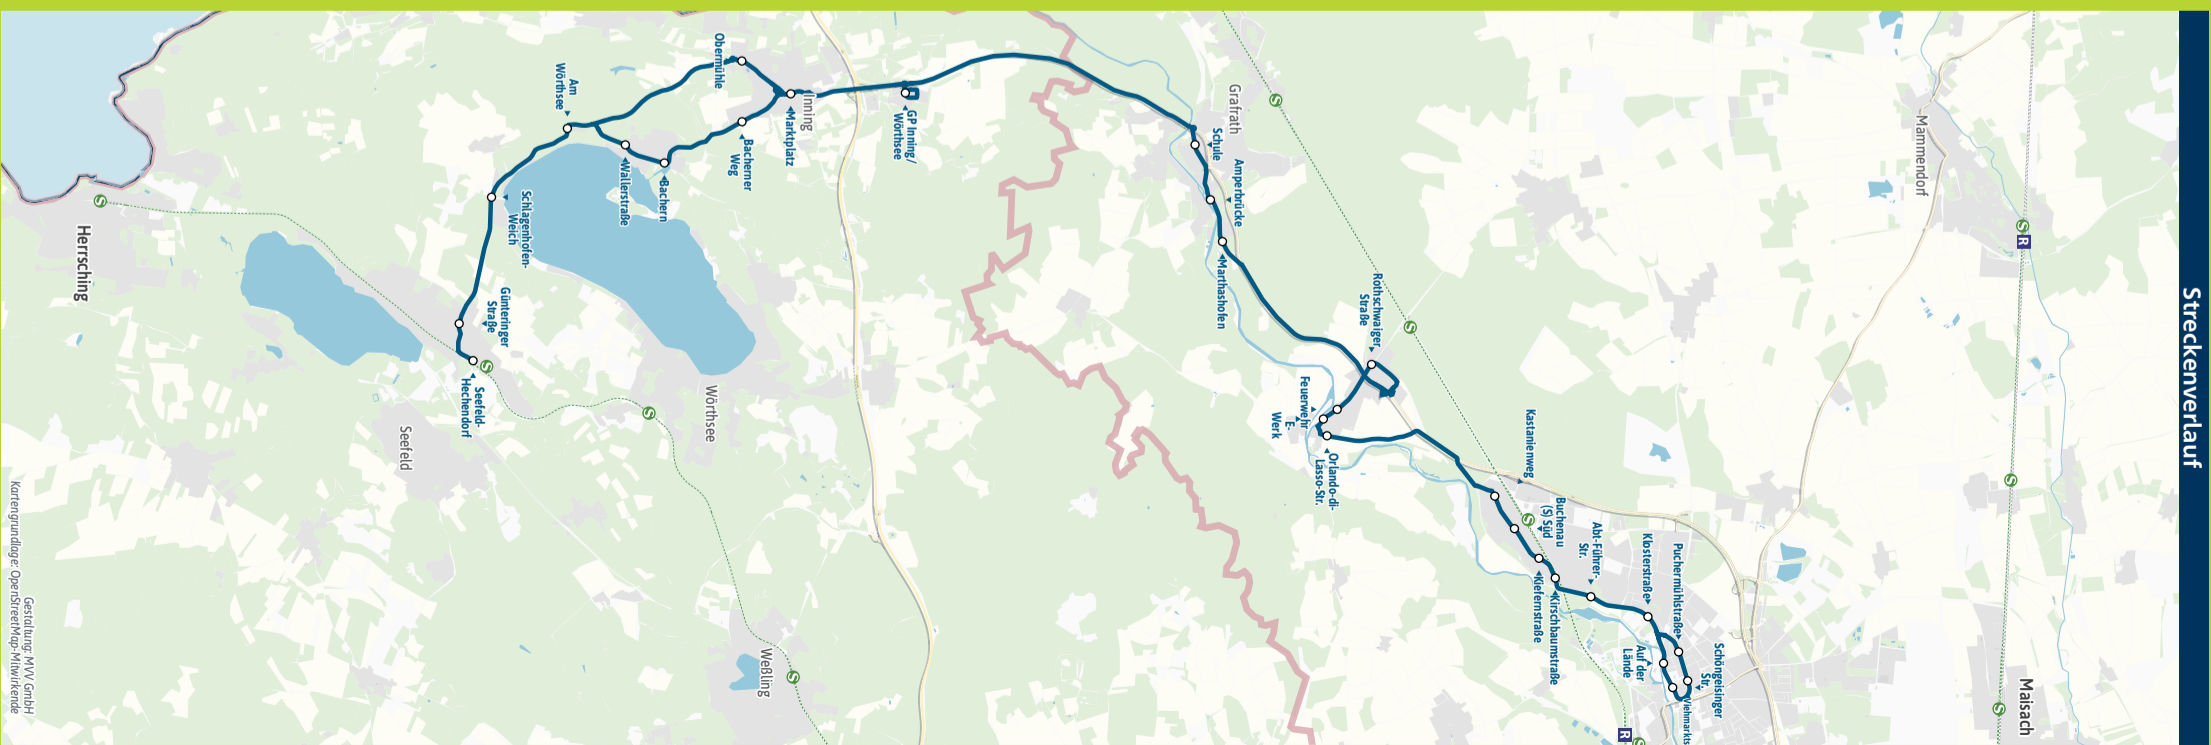 Streckenverlauf
Maisach
Mammendorf
Schöngeisinger
Str.
Puchermühlstraße
Klosterstraße
Auf der
Lände
Abt-Führer-
Str.
Buchenau
(S) Süd
Kirschbaumstraße
Kiefernstraße
Kastanienweg
Rothschwaiger
Straße
Orlando-di-
Lasso-Str.
Feuerwehr
E-
Werk
Grafrath
Amperbrücke
Schule
Marthashofen
GP Inning/
Wörthsee
Inning
Marktplatz
Bacherner
Weg
Obermühle
Bachern
Wallerstraße
Am
Wörthsee
Schlagenhofen-
Weich
Günteringer
Straße
Seefeld-
Hechendorf
Wörthsee
Weßling
Seefeld
Herrsching
S
S
S
S
S
S
S
S
S
S
R
R
Gestaltung: MVV GmbH
Kartengrundlage: OpenStreetMap-Mitwirkende